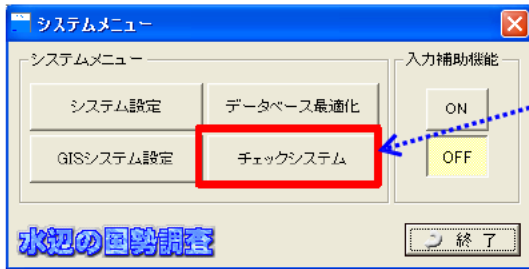 システムメニュー
システムメニュー
入力補助機能
システム設定
データベース最適化
ON
GISシステム設定
チェックシステム
OFF
水辺の国勢調査
終了